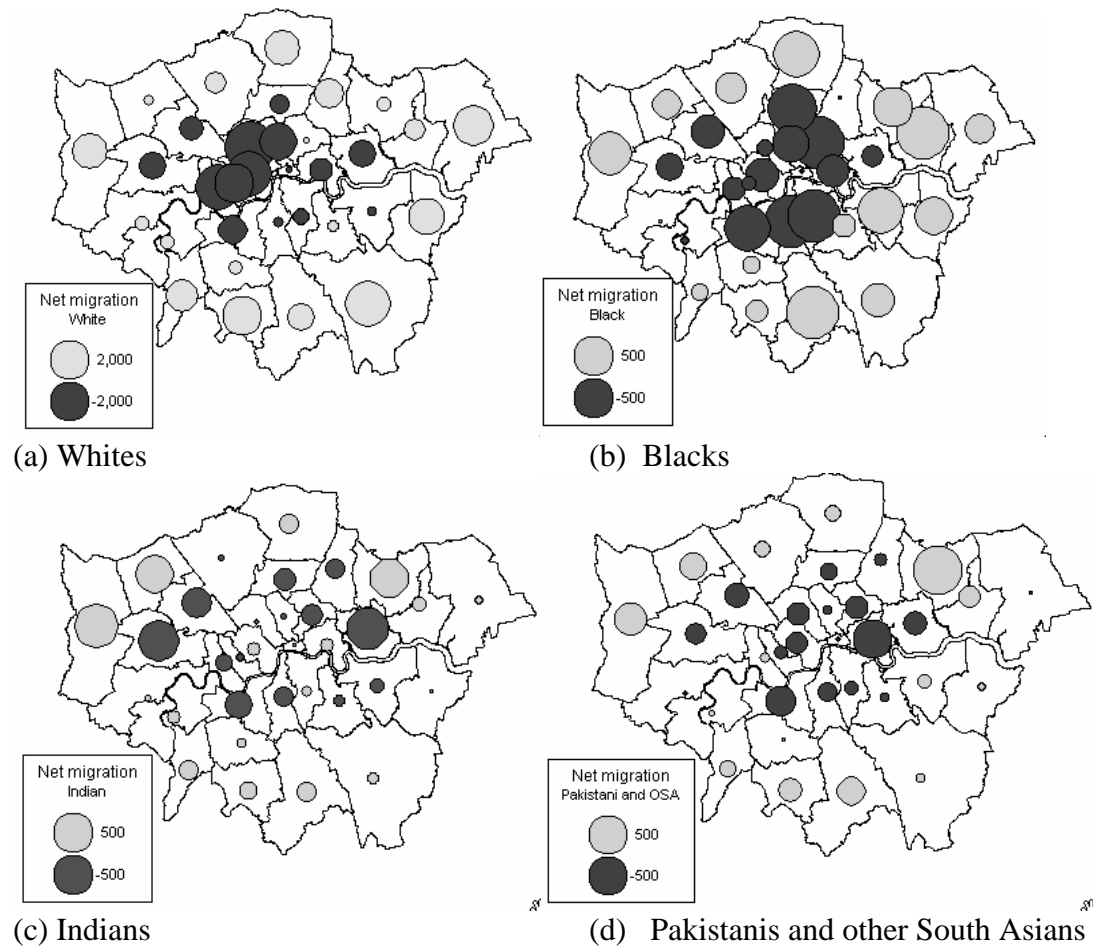 Net migration
White
2,000
-2,000
Net migration
Black
500
-500
(a) Whites
(b) Blacks
Net migration
Indian
500
-500
Net migration
Pakistani and OSA
500
-500
(c) Indians
(d) Pakistanis and other South Asians